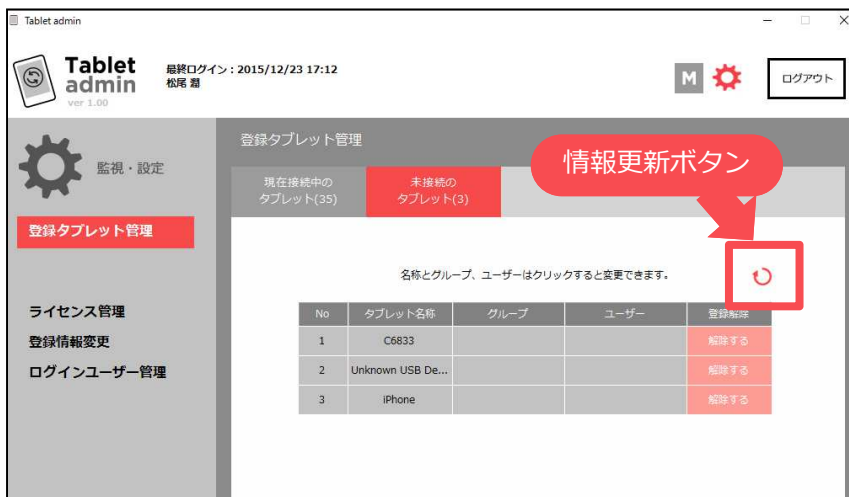 Tablet admin
Tablet
admin
ver 1.00
最終ログイン:2015/12/23 17:12
松尾 潤
M
ログアウト
監視・設定
登録タブレット管理
ライセンス管理
登録情報変更
ログインユーザー管理
登録タブレット管理
現在接続中の
タブレット(35)
未接続の
タブレット(3)
情報更新ボタン
名称とグループ、ユーザーはクリックすると変更できます。
No タブレット名称 グループ ユーザー 登録解除
1 C6833 解除する
2 Unknown USB De... 解除する
3 iPhone 解除する